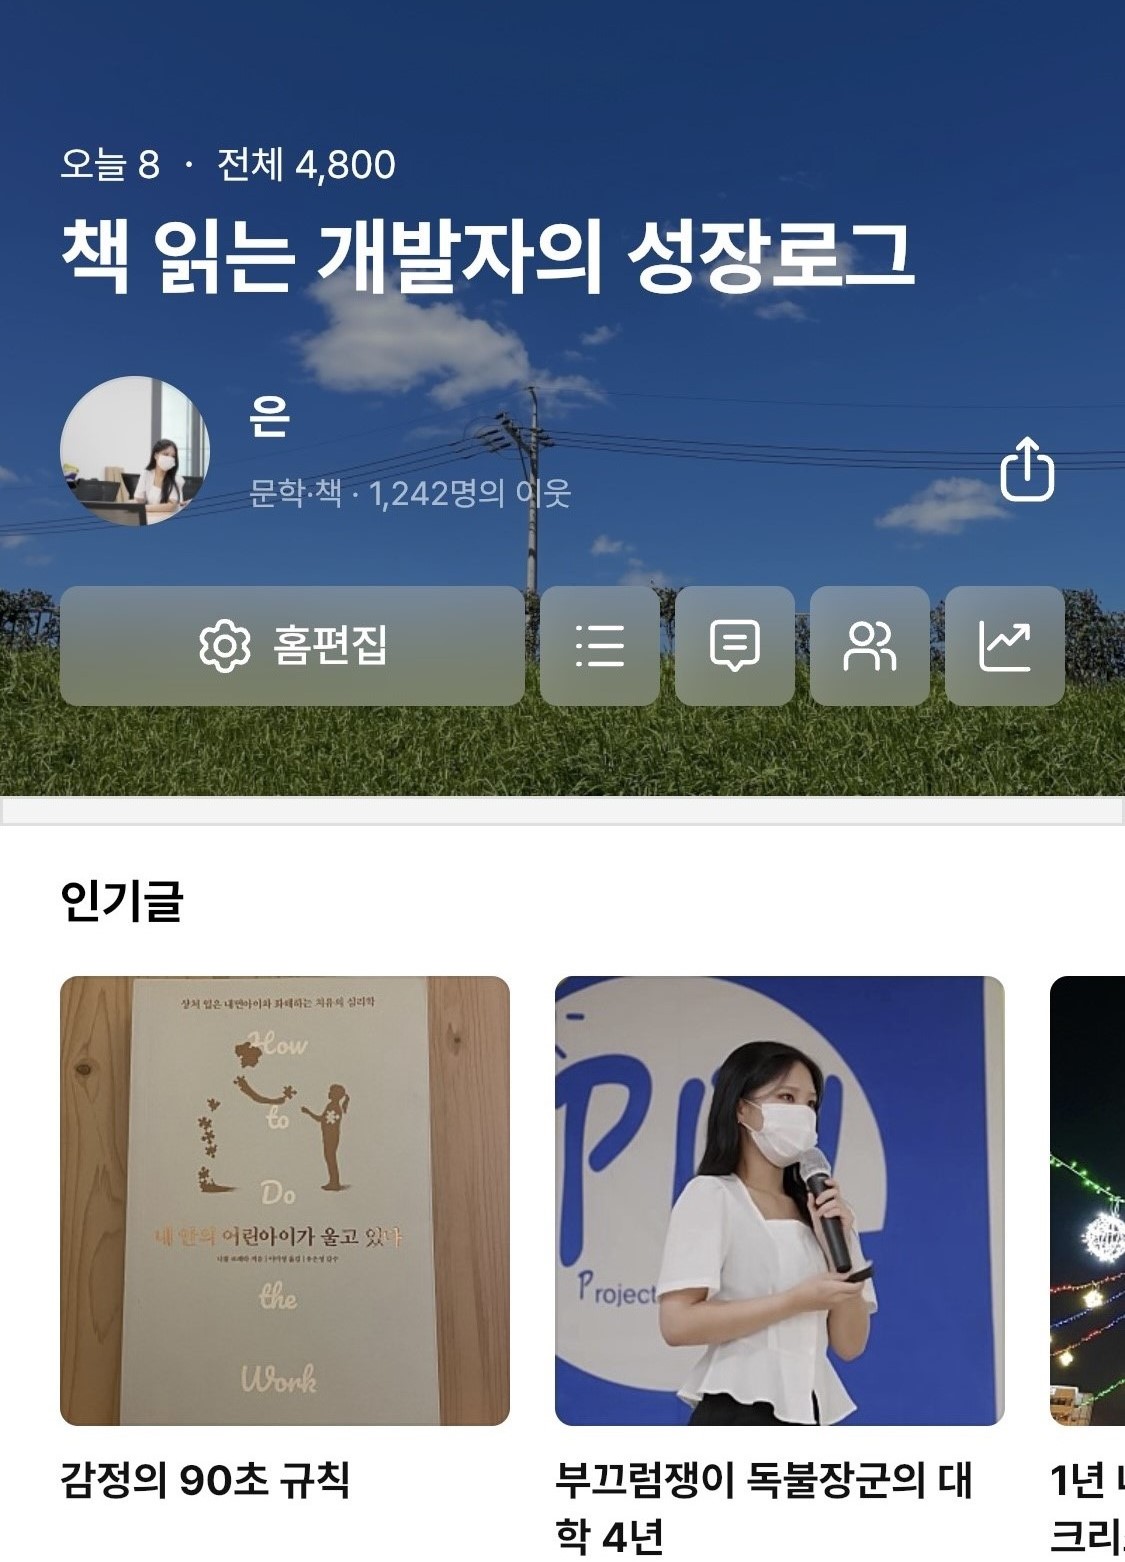 오늘 8 · 전체 4,800
책 읽는 개발자의 성장로그
은
문학·책 · 1,242명의 이웃
홈편집
인기글
상처 입은 내면아이와 화해하는 치유의 심리학
How
to
Do
내 안의 어린아이가 울고 있다
the
Work
Project
감정의 90초 규칙
부끄럼쟁이 독불장군의 대
학 4년
1년
크리